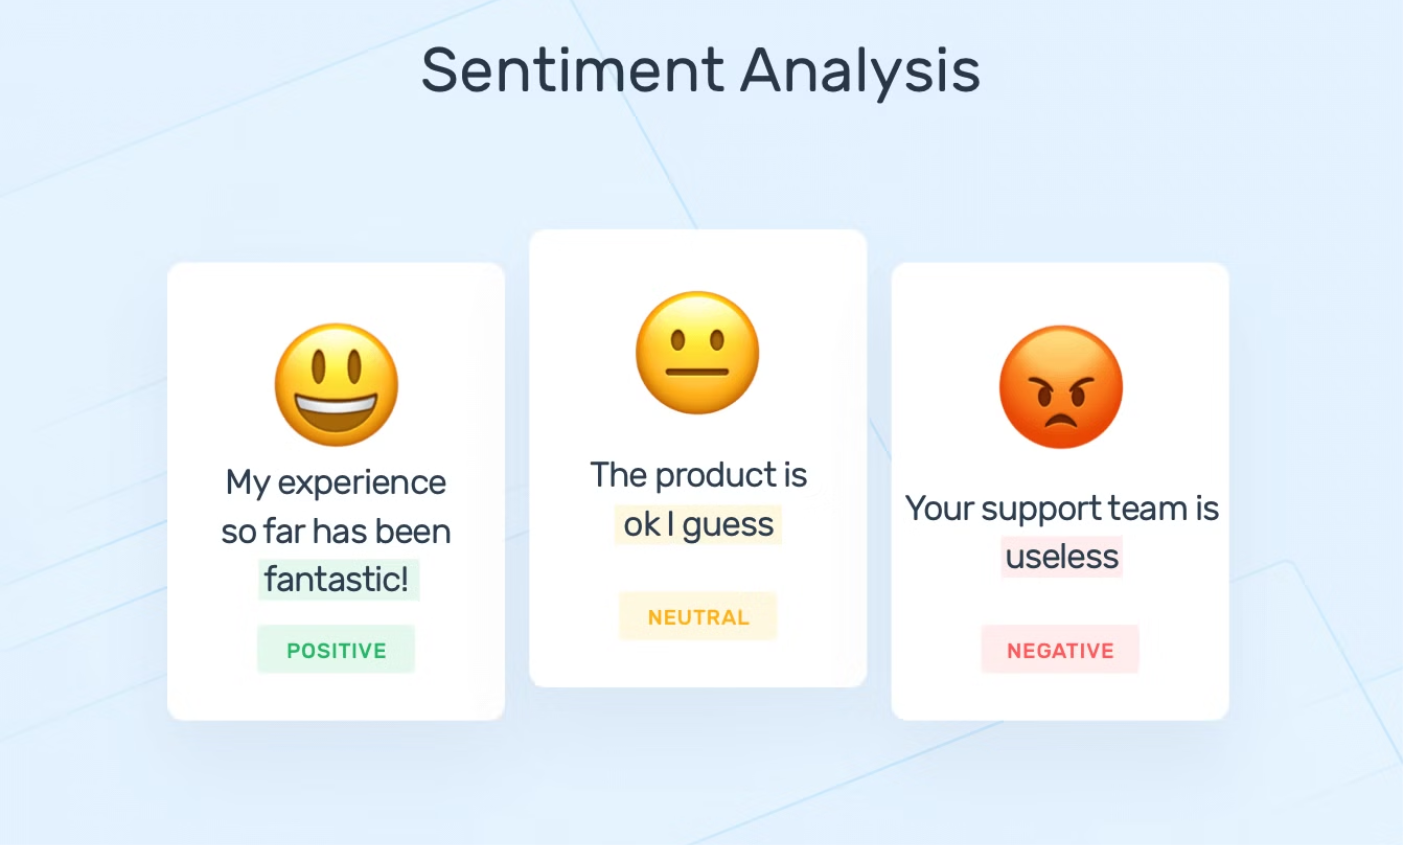 Sentiment Analysis
My experience
so far has been
fantastic!
POSITIVE
The product is
ok I guess
NEUTRAL
Your support team is
useless
NEGATIVE